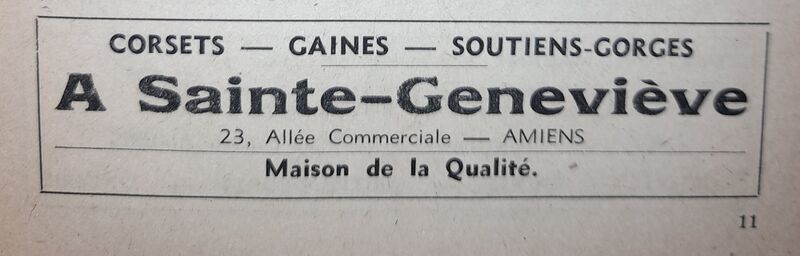 CORSETS — GAINES — SOUTIENS-GORGES
A Sainte-Geneviève
23, Allée Commerciale — AMIENS
Maison de la Qualité.
11